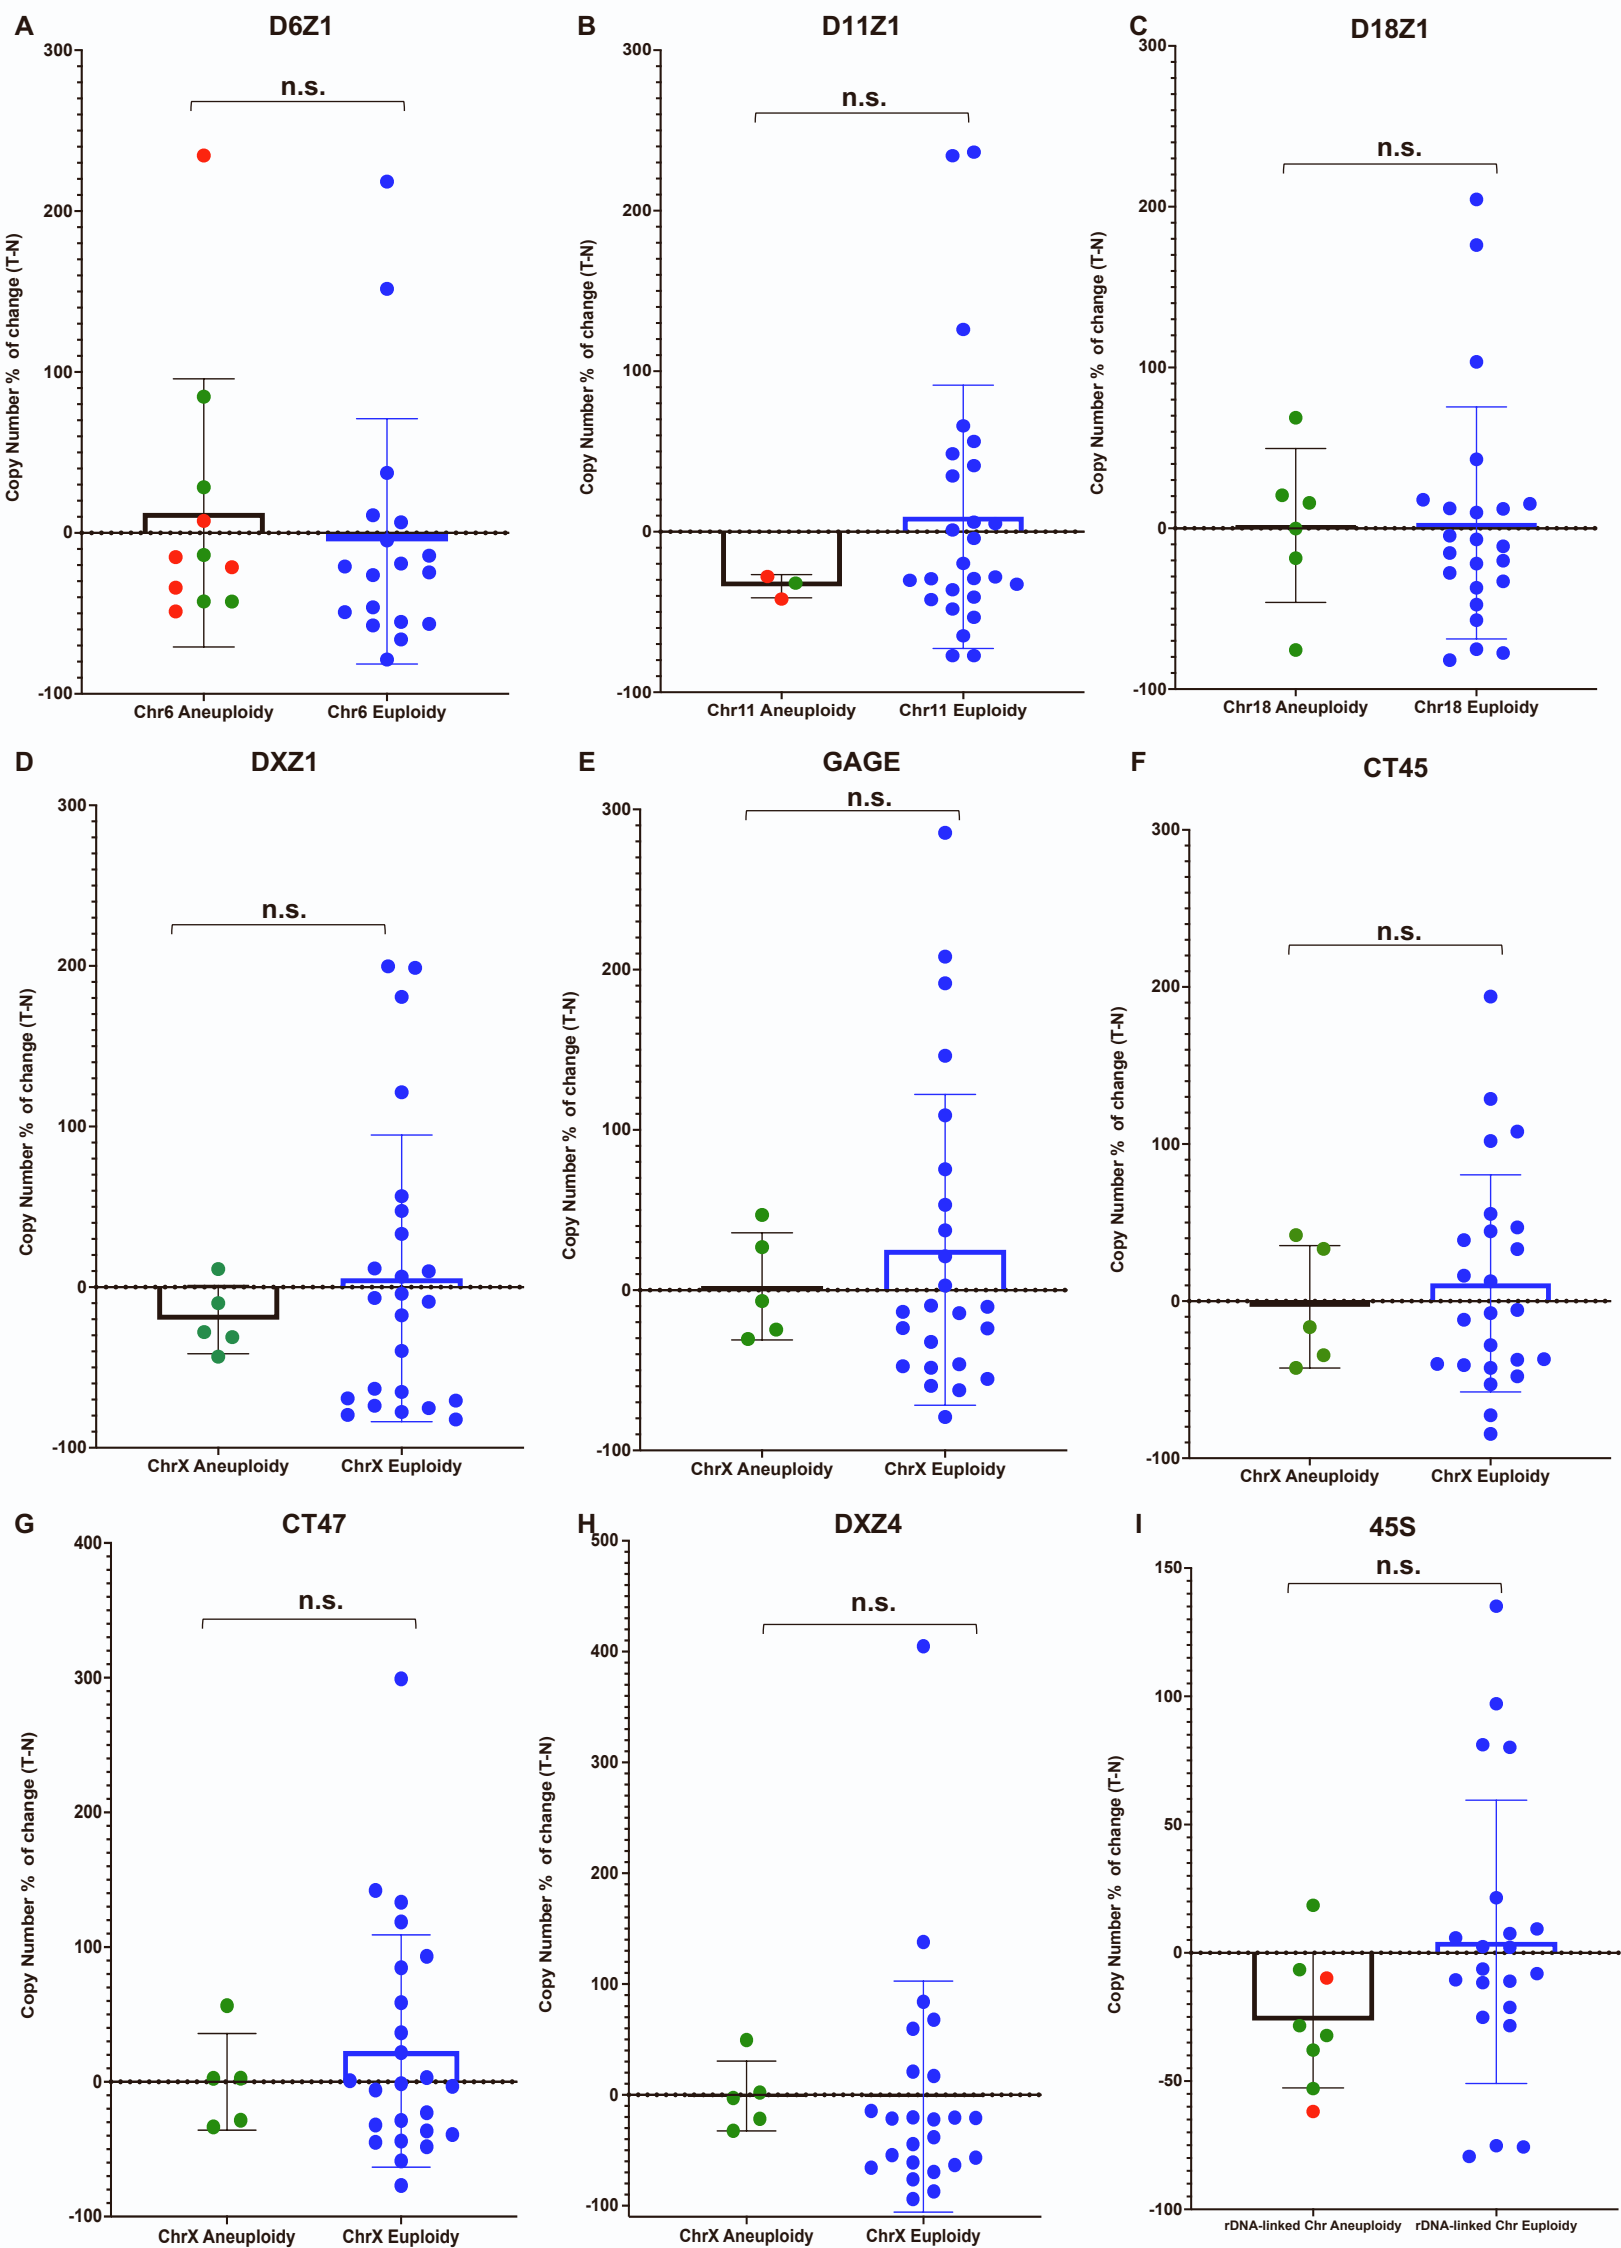 A
D6Z1
300
200
100
0
-100
Copy Number % of change (T-N)
n.s.
Chr6 Aneuploidy
Chr6 Euploidy
B
D11Z1
300
200
100
0
-100
Copy Number % of change (T-N)
n.s.
Chr11 Aneuploidy
Chr11 Euploidy
C
D18Z1
300
200
100
0
-100
Copy Number % of change (T-N)
n.s.
Chr18 Aneuploidy
Chr18 Euploidy
D
DXZ1
300
200
100
0
-100
Copy Number % of change (T-N)
n.s.
ChrX Aneuploidy
ChrX Euploidy
E
GAGE
300
200
100
0
-100
Copy Number % of change (T-N)
n.s.
ChrX Aneuploidy
ChrX Euploidy
F
CT45
300
200
100
0
-100
Copy Number % of change (T-N)
n.s.
ChrX Aneuploidy
ChrX Euploidy
G
CT47
400
300
200
100
0
-100
Copy Number % of change (T-N)
n.s.
ChrX Aneuploidy
ChrX Euploidy
H
DXZ4
500
400
300
200
100
0
-100
Copy Number % of change (T-N)
n.s.
ChrX Aneuploidy
ChrX Euploidy
I
45S
150
100
50
0
-50
-100
Copy Number % of change (T-N)
n.s.
rDNA-linked Chr Aneuploidy
rDNA-linked Chr Euploidy